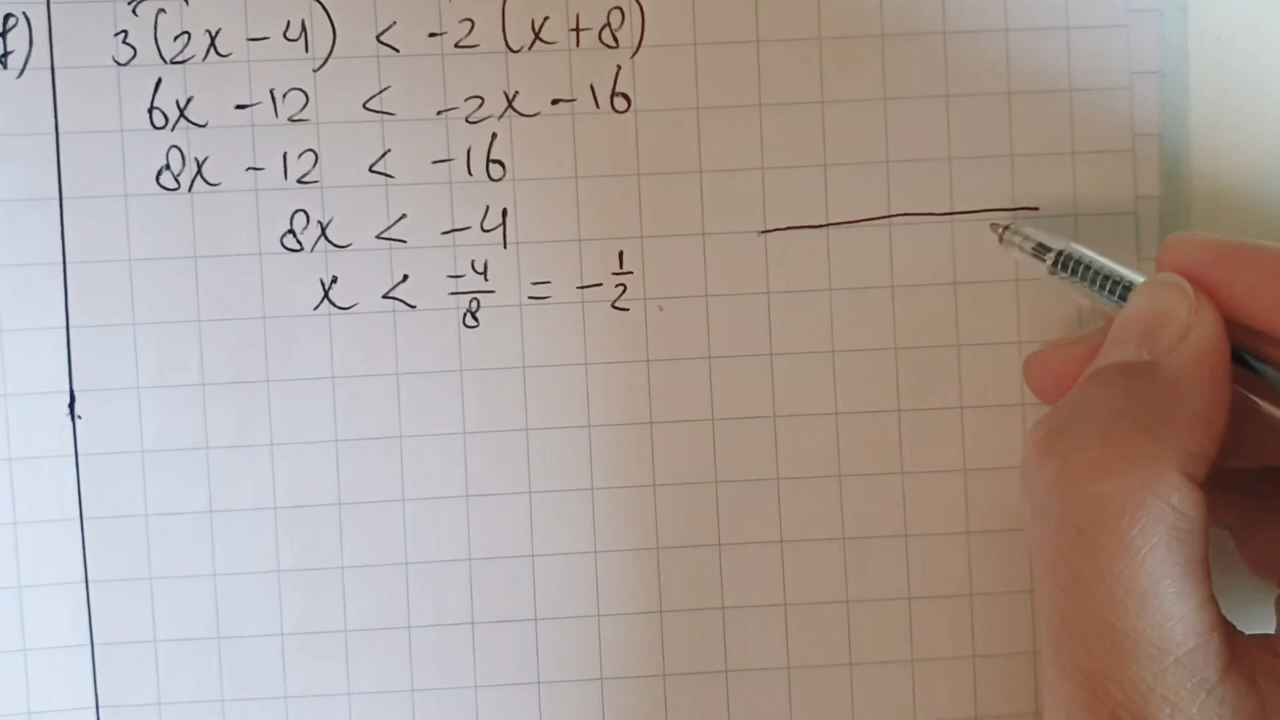 f) 3(2x-4) < -2(x+8)
6x -12 < -2x-16
8x -12 < -16
8x < -4
x < -4/8 = -1/2